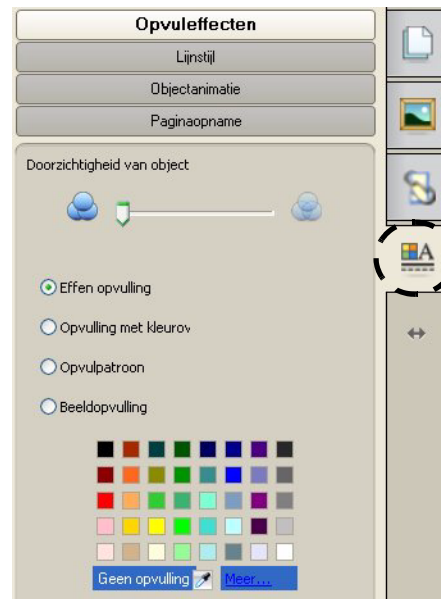 Opvuleffecten
Lijnstijl
Objectanimatie
Paginaopname
Doorzichtigheid van object
Effen opvulling
Opvulling met kleurov
Opvulpatroon
Beeldopvulling
Geen opvulling Meer...
A